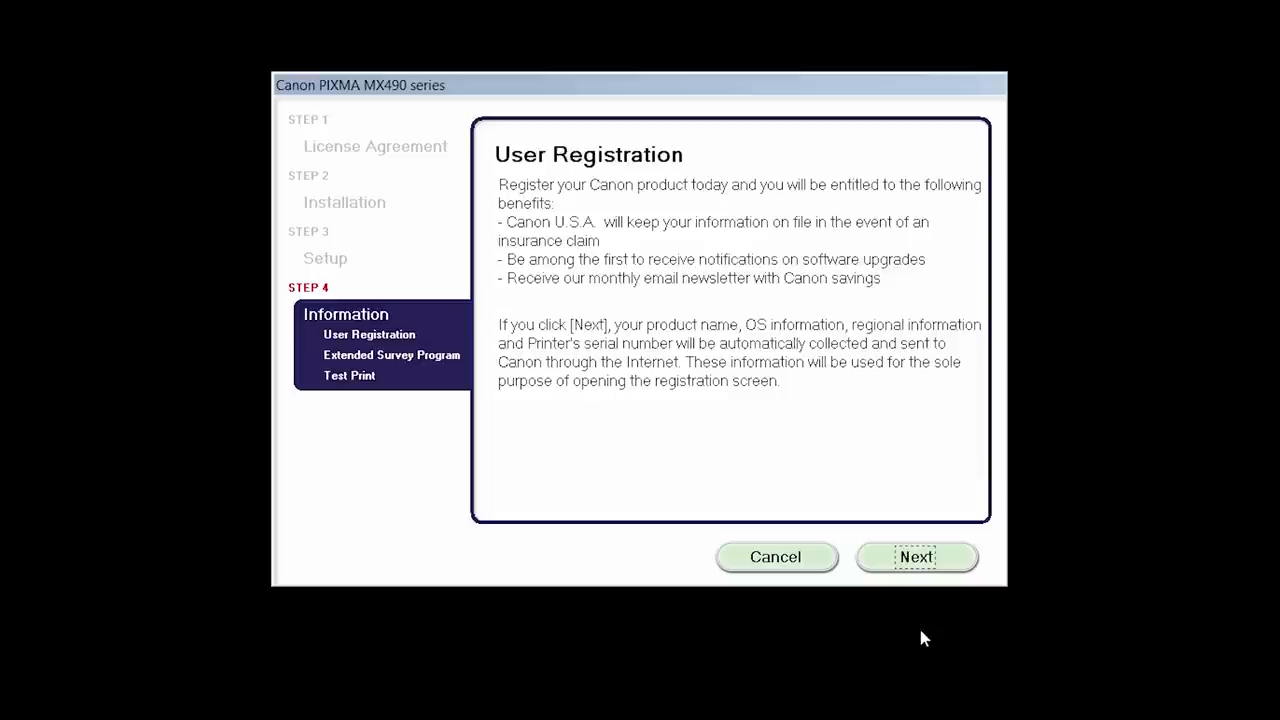 Canon PIXMA MX490 series
STEP 1
License Agreement
STEP 2
Installation
STEP 3
Setup
STEP 4
Information
User Registration
Extended Survey Program
Test Print
User Registration
Register your Canon product today and you will be entitled to the following
benefits:
- Canon U.S.A.  will keep your information on file in the event of an
insurance claim
- Be among the first to receive notifications on software upgrades
- Receive our monthly email newsletter with Canon savings
If you click [Next], your product name, OS information, regional information
and Printer's serial number will be automatically collected and sent to
Canon through the Internet. These information will be used for the sole
purpose of opening the registration screen.
Cancel
Next